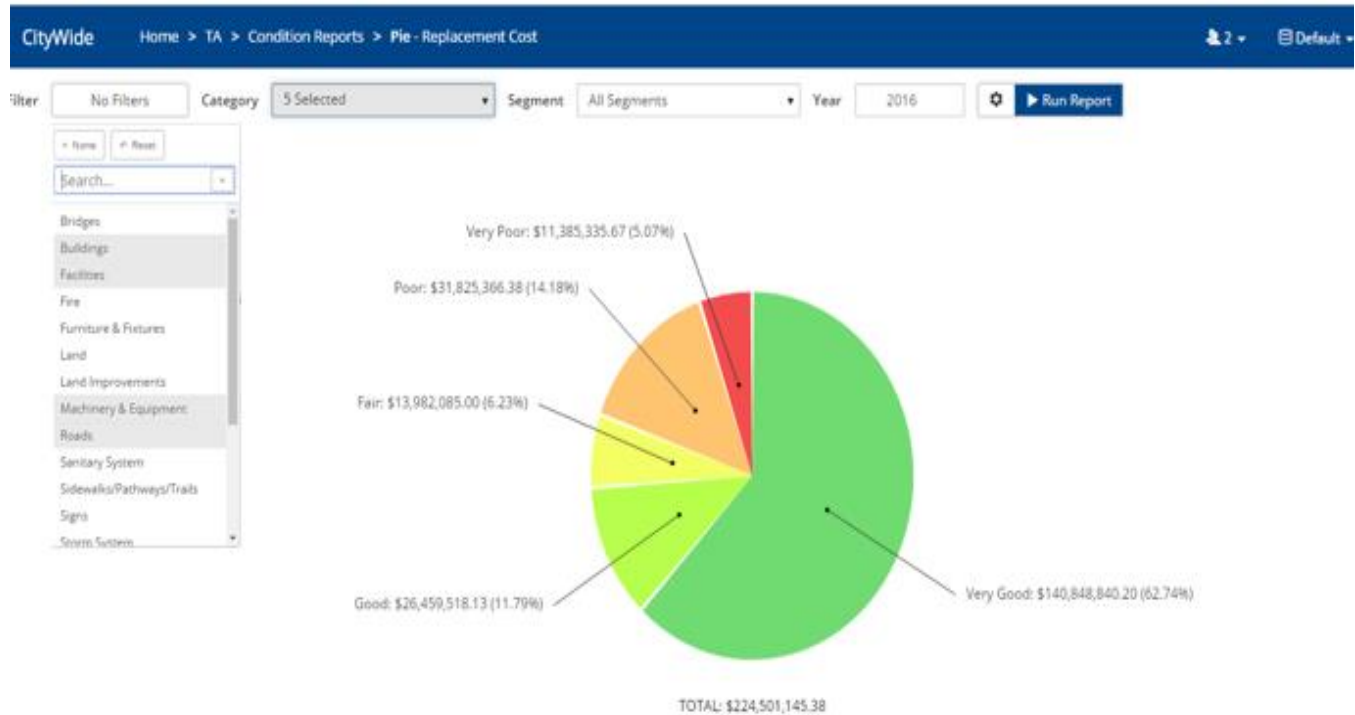 CityWide Home > TA > Condition Reports > Pie - Replacement Cost 2 Default
ilter No Filters Category 5 Selected Segment All Segments Year 2016 Run Report
None Reset
Search...
Bridges
Buildings
Facilities
Fire
Furniture & Fixtures
Land
Land Improvements
Machinery & Equipment
Roads
Sanitary System
Sidewalks/Pathways/Trails
Signs
Storm System
Very Poor: $11,385,335.67 (5.07%)
Poor: $31,825,366.38 (14.18%)
Fair: $13,982,085.00 (6.23%)
Good: $26,459,518.13 (11.79%)
Very Good: $140,848,840.20 (62.74%)
TOTAL: $224,501,145.38